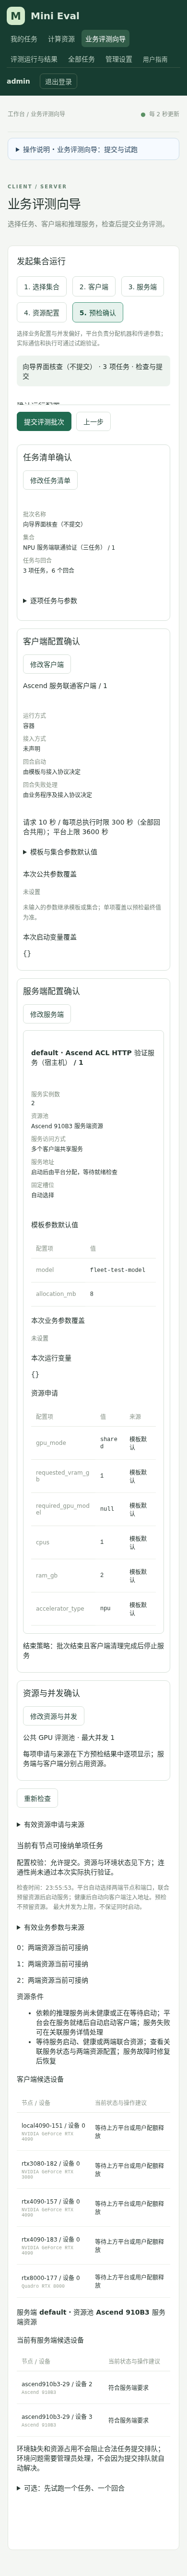 M Mini Eval
我的任务 计算资源 业务评测向导
评测运行与结果 全部任务 管理设置 用户指南
admin 退出登录
工作台 / 业务评测向导 每 2 秒更新
▶ 操作说明 · 业务评测向导：提交与试跑
CLIENT / SERVER
业务评测向导
选择任务、客户端和推理服务，检查后提交业务评测。
发起集合运行
1. 选择集合 2. 客户端 3. 服务端
4. 资源配置 5. 预检确认
选择业务配置与并发偏好，平台负责分配机器和传递参数；实际通信和执行可通过试跑验证。
向导界面核查（不提交） · 3 项任务 · 检查与提交
提交评测批次 上一步
任务清单确认
修改任务清单
批次名称
向导界面核查（不提交）
集合
NPU 服务端联通验证（三任务） / 1
任务与回合
3 项任务，6 个回合
▶ 逐项任务与参数
客户端配置确认
修改客户端
Ascend 服务联通客户端 / 1
运行方式
容器
接入方式
未声明
回合启动
由模板与接入协议决定
回合失败处理
由业务程序及接入协议决定
请求 10 秒 / 每项总执行时限 300 秒（全部回合共用）；平台上限 3600 秒
▶ 模板与集合参数默认值
本次公共参数覆盖
未设置
未输入的参数继承模板或集合；单项覆盖以预检最终值为准。
本次启动变量覆盖
{}
服务端配置确认
修改服务端
default · Ascend ACL HTTP 验证服务（宿主机） / 1
服务实例数
2
资源池
Ascend 910B3 服务端资源
服务访问方式
多个客户端共享服务
服务地址
启动后由平台分配，等待就绪检查
固定槽位
自动选择
模板参数默认值
配置项 值
model fleet-test-model
allocation_mb 8
本次业务参数覆盖
未设置
本次运行变量
{}
资源申请
配置项 值 来源
gpu_mode shared 模板默认
requested_vram_gb 1 模板默认
required_gpu_model null 模板默认
cpus 1 模板默认
ram_gb 2 模板默认
accelerator_type npu 模板默认
结束策略：批次结束且客户端清理完成后停止服务
资源与并发确认
修改资源与并发
公共 GPU 评测池 · 最大并发 1
每项申请与来源在下方预检结果中逐项显示；服务端与客户端分别占用资源。
重新检查
▶ 有效资源申请与来源
当前有节点可接纳单项任务
配置校验：允许提交。资源与环境状态见下方；连通性尚未通过本次实际执行验证。
检查时间：23:55:53。平台自动选择两端节点和端口，联合预留资源后启动服务；健康后自动向客户端注入地址。预检不预留资源。 最大并发为上限，不保证同时启动。
▶ 有效业务参数与来源
0：两端资源当前可接纳
1：两端资源当前可接纳
2：两端资源当前可接纳
资源条件
依赖的推理服务尚未健康或正在等待启动；平台会在服务就绪后自动启动客户端；服务失败可在关联服务详情处理
等待服务启动、健康或两端联合资源；查看关联服务状态与两端资源配置；服务故障时修复后恢复
客户端候选设备
节点 / 设备 当前状态与操作建议
local4090-151 / 设备 0 等待上方平台或用户配额释放
NVIDIA GeForce RTX 4090
rtx3080-182 / 设备 0 等待上方平台或用户配额释放
NVIDIA GeForce RTX 3080
rtx4090-157 / 设备 0 等待上方平台或用户配额释放
NVIDIA GeForce RTX 4090
rtx4090-183 / 设备 0 等待上方平台或用户配额释放
NVIDIA GeForce RTX 4090
rtx8000-177 / 设备 0 等待上方平台或用户配额释放
Quadro RTX 8000
服务端 default · 资源池 Ascend 910B3 服务端资源
当前有服务端候选设备
节点 / 设备 当前状态与操作建议
ascend910b3-29 / 设备 2 符合服务端要求
Ascend 910B3
ascend910b3-29 / 设备 3 符合服务端要求
Ascend 910B3
环境缺失和资源占用不会阻止合法任务提交排队；环境问题需要管理员处理，不会因为提交排队就自动解决。
▶ 可选：先试跑一个任务、一个回合